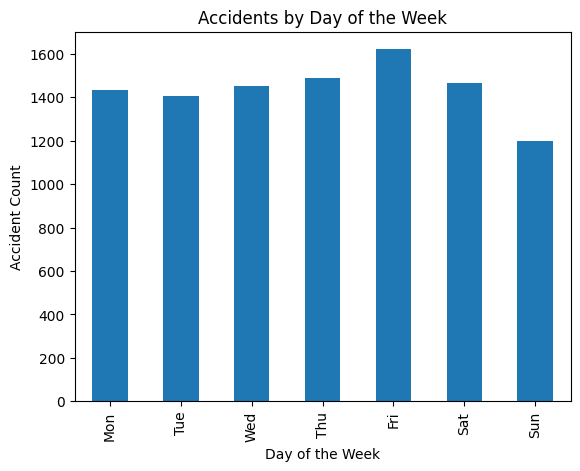 Accidents by Day of the Week
1600
1400
1200
1000
800
600
400
200
0
Accident Count
Mon
Tue
Wed
Thu
Fri
Sat
Sun
Day of the Week